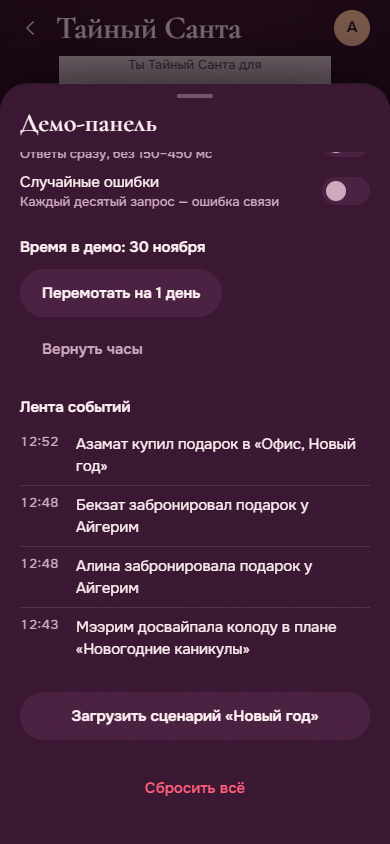 Тайный Санта
А
Ты Тайный Санта для
Демо-панель
Ответы сразу, без 150–450 мс
Случайные ошибки
Каждый десятый запрос — ошибка связи
Время в демо: 30 ноября
Перемотать на 1 день
Вернуть часы
Лента событий
12:52 Азамат купил подарок в «Офис, Новый
год»
12:48 Бекзат забронировал подарок у
Айгерим
12:48 Алина забронировала подарок у
Айгерим
12:43 Мээрим досвайпала колоду в плане
«Новогодние каникулы»
Загрузить сценарий «Новый год»
Сбросить всё